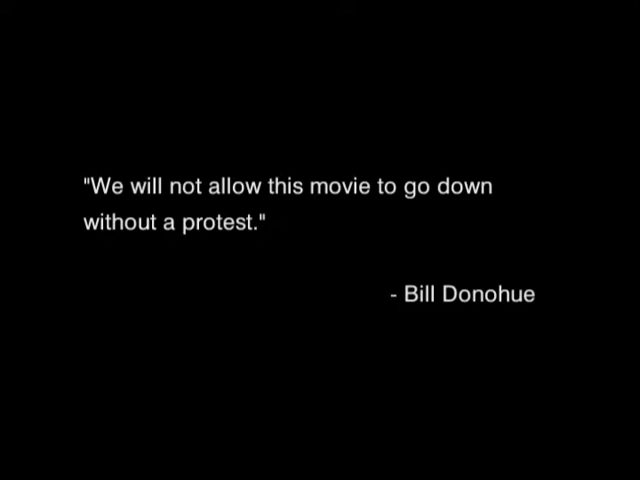 "We will not allow this movie to go down
without a protest."
- Bill Donohue